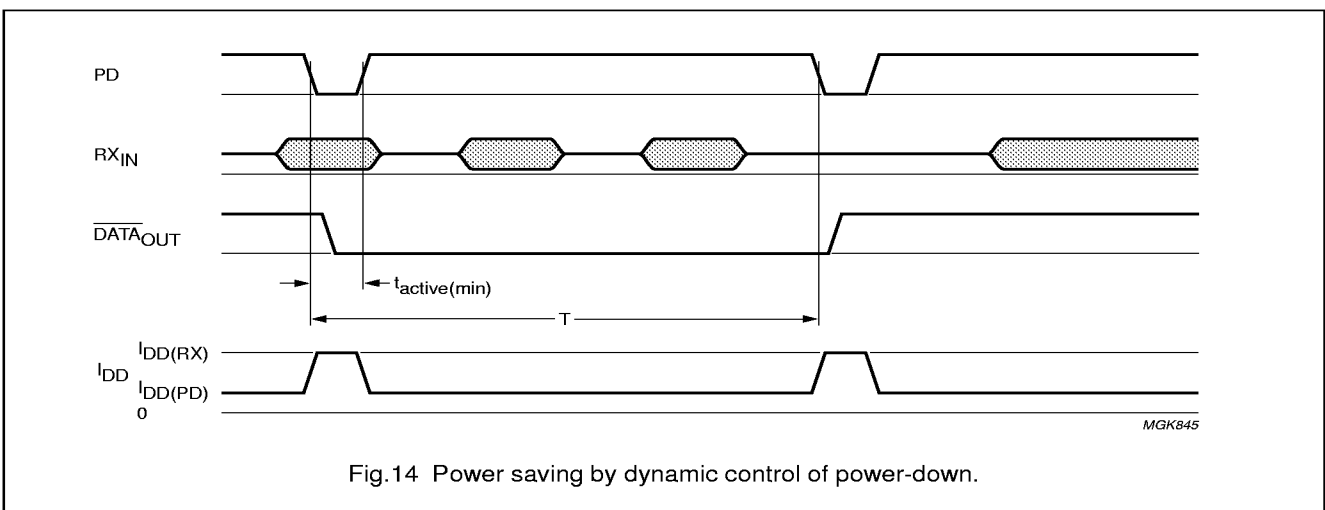 PD
RXIN
DATAOUT
tactive(min)
T
IDD(RX)
IDD
IDD(PD)
0
MGK845
Fig.14 Power saving by dynamic control of power-down.